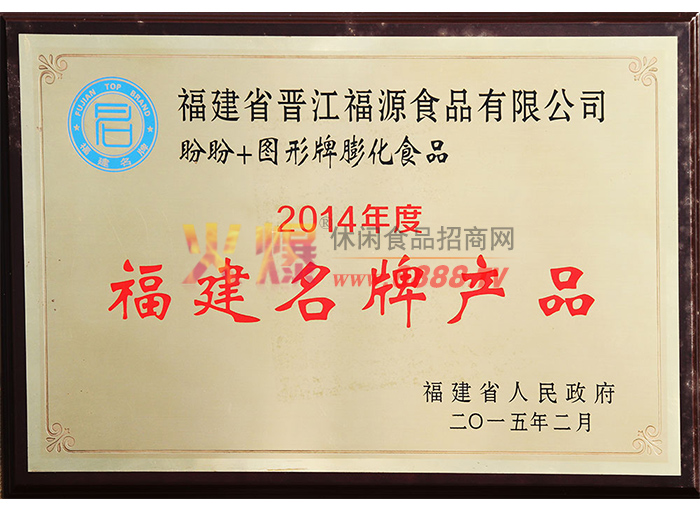 FUJIAN TOP BRAND
福建名牌
福建省晋江福源食品有限公司
盼盼+图形牌膨化食品
2014年度
火爆®休闲食品招商网
福建名牌产品
福建省人民政府
二〇一五年二月